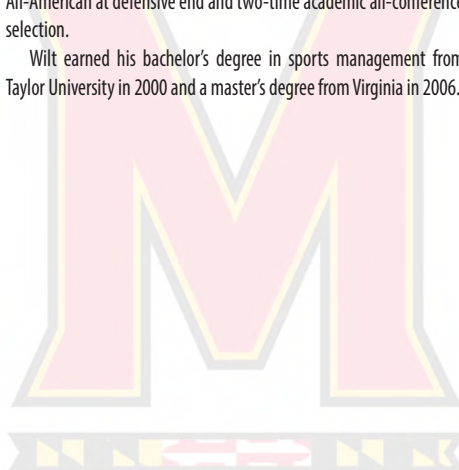 All-American at defensive end and two-time academic all-conference
selection.
Wilt earned his bachelor’s degree in sports management from
Taylor University in 2000 and a master’s degree from Virginia in 2006.